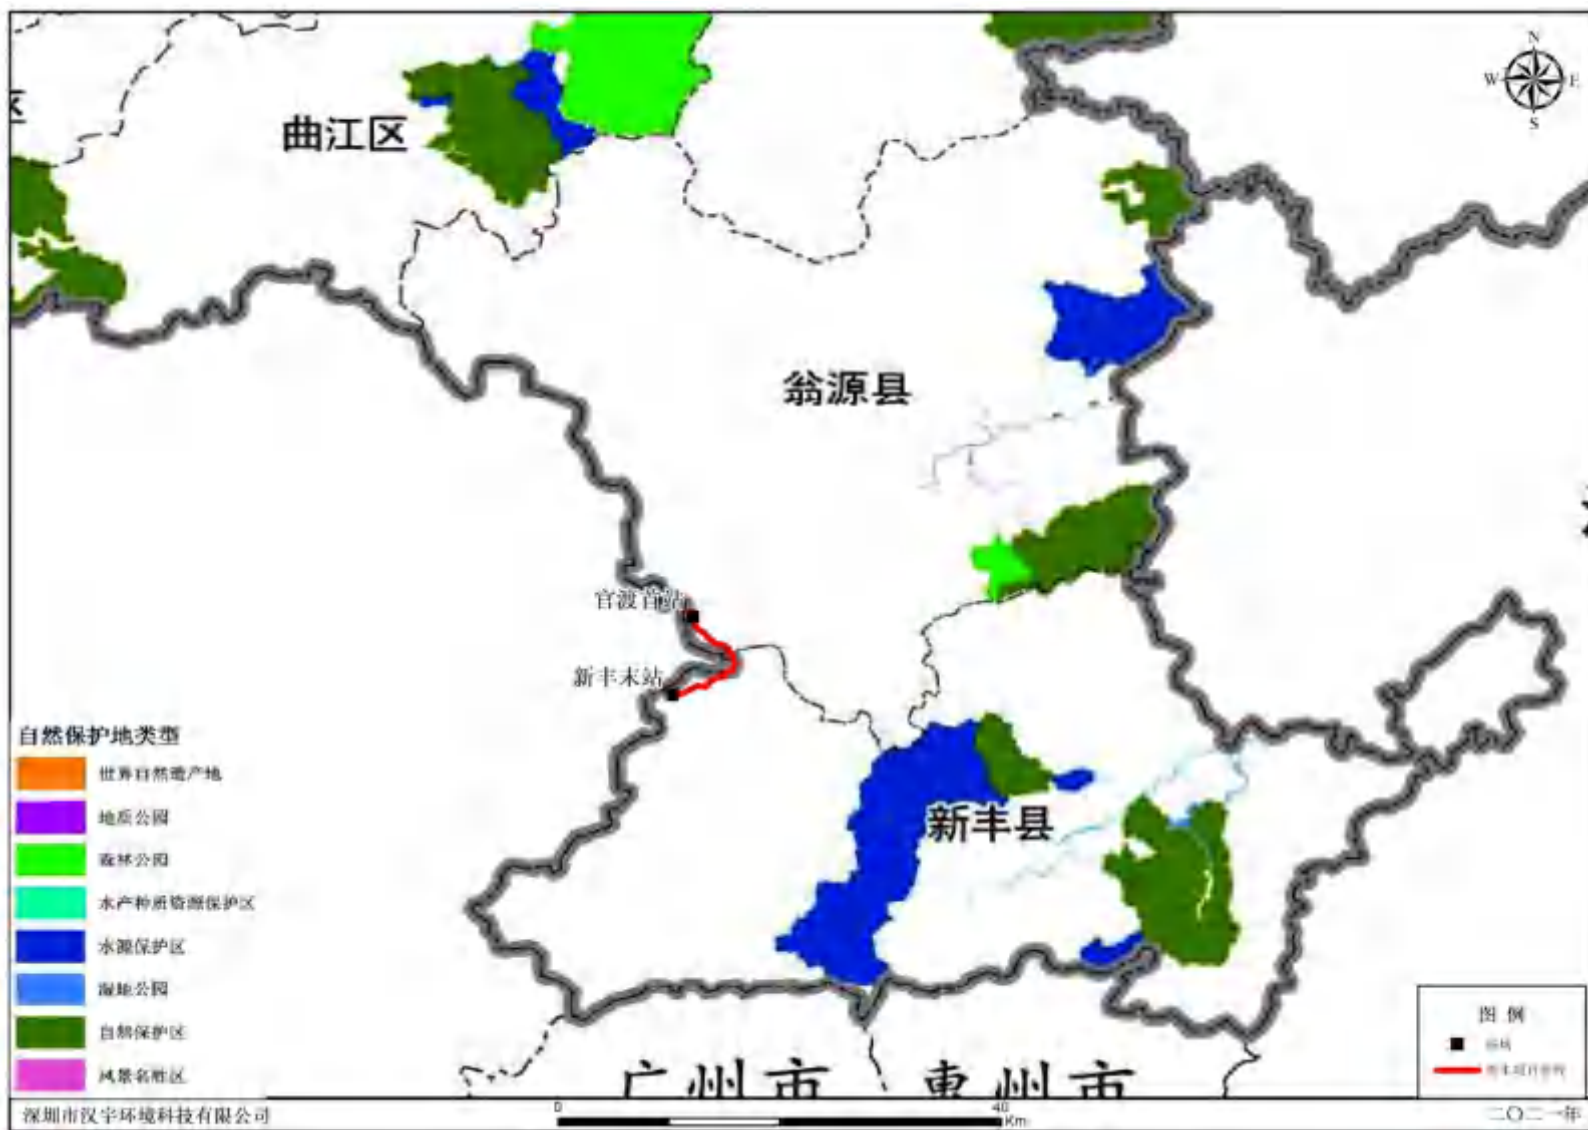 N
W
E
S
区
曲江区
翁源县
官渡首站
新丰末站
新丰县
自然保护地类型
世界自然遗产地
地质公园
森林公园
水产种质资源保护区
水源保护区
湿地公园
自然保护区
风景名胜区
广州市
惠州市
图例
深圳市汉宇环境科技有限公司
0
40
Km
二〇二一年